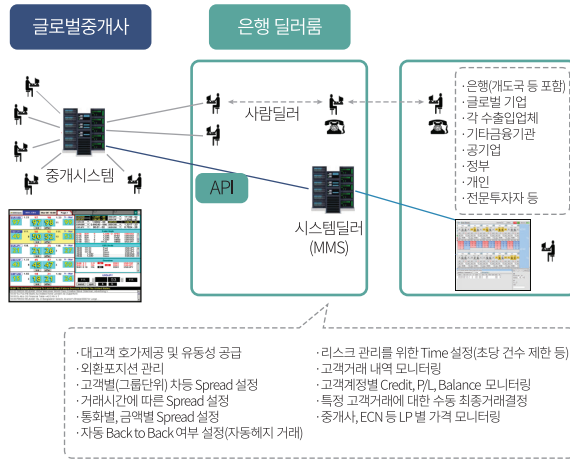 글로벌중개사
은행 딜러룸
중개시스템
사람딜러
API
시스템딜러
(MMS)
· 은행(개도국 등 포함)
· 글로벌 기업
· 각 수출입업체
· 기타금융기관
· 공기업
· 정부
· 개인
· 전문투자자 등
· 대고객 호가제공 및 유동성 공급
· 외환포지션 관리
· 고객별(그룹단위) 차등 Spread 설정
· 거래시간에 따른 Spread 설정
· 통화별, 금액별 Spread 설정
· 자동 Back to Back 여부 설정(자동헤지 거래)
· 리스크 관리를 위한 Time 설정(초당 건수 제한 등)
· 고객거래 내역 모니터링
· 고객계정별 Credit, P/L, Balance 모니터링
· 특정 고객거래에 대한 수동 최종거래결정
· 중개사, ECN 등 LP 별 가격 모니터링